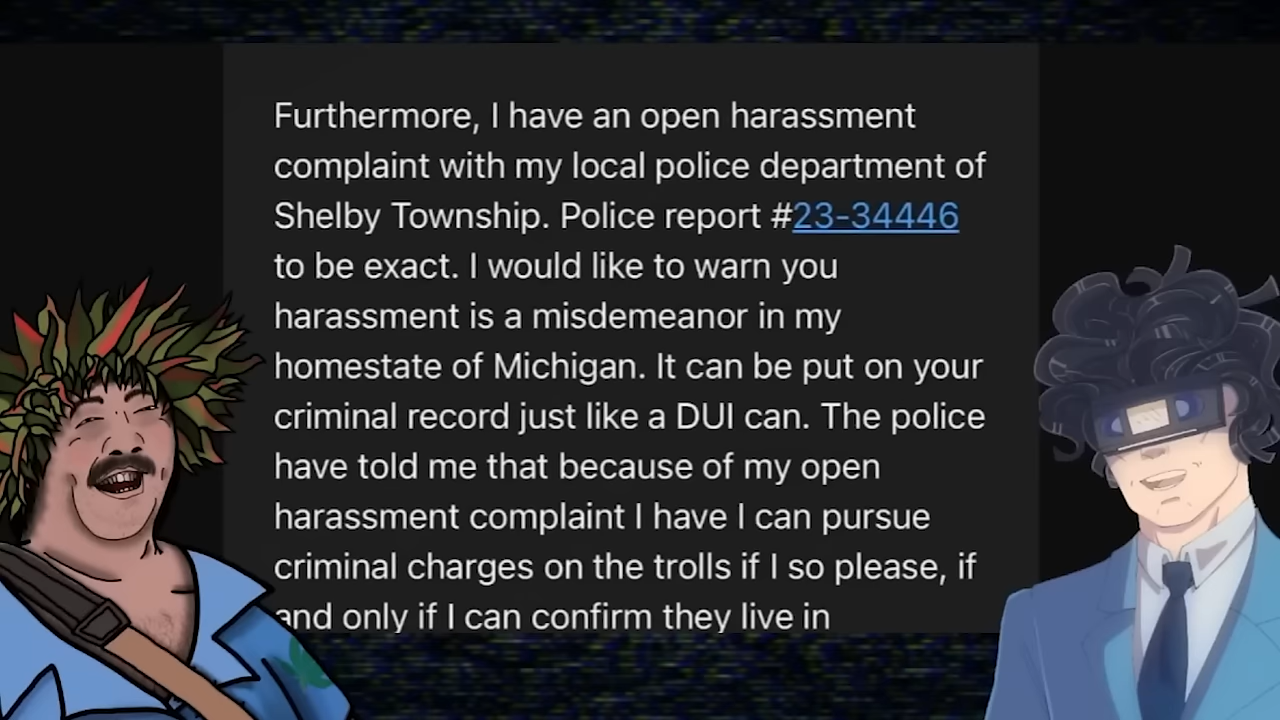 Furthermore, I have an open harassment
complaint with my local police department of
Shelby Township. Police report #23-34446
to be exact. I would like to warn you
harassment is a misdemeanor in my
homestate of Michigan. It can be put on your
criminal record just like a DUI can. The police
have told me that because of my open
harassment complaint I have I can pursue
criminal charges on the trolls if I so please, if
and only if I can confirm they live in